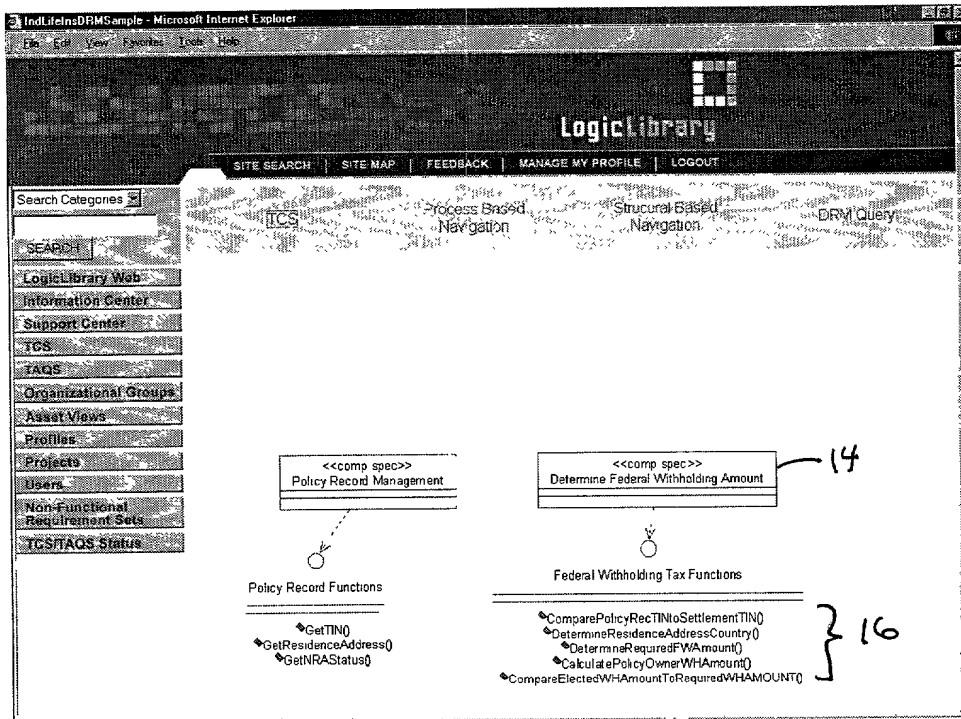 IndLifeInsDRMSample - Microsoft Internet Explorer
File Edit View Favorites Tools Help
LogicLibrary
SITE SEARCH | SITE MAP | FEEDBACK | MANAGE MY PROFILE | LOGOUT
Search Categories
SEARCH
TCS
Process Based Navigation
Strucural Based Navigation
DRM Query
LogicLibrary Web
Information Center
Support Center
TCS
TAQS
Organizational Groups
Asset Views
Profiles
Projects
Users
Non-Functional
Requirement Sets
TCS/TAQS Status
<<comp spec>>
Policy Record Management
<<comp spec>>
Determine Federal Withholding Amount
14
Policy Record Functions
GetTIN()
GetResidenceAddress()
GetNRAStatus()
Federal Withholding Tax Functions
ComparePolicyRecTINtoSettlementTIN()
DetermineResidenceAddressCountry()
DetermineRequiredFWAmount()
CalculatePolicyOwnerWHAmount()
CompareElectedWHAmountToRequiredWHAMOUNT()
16